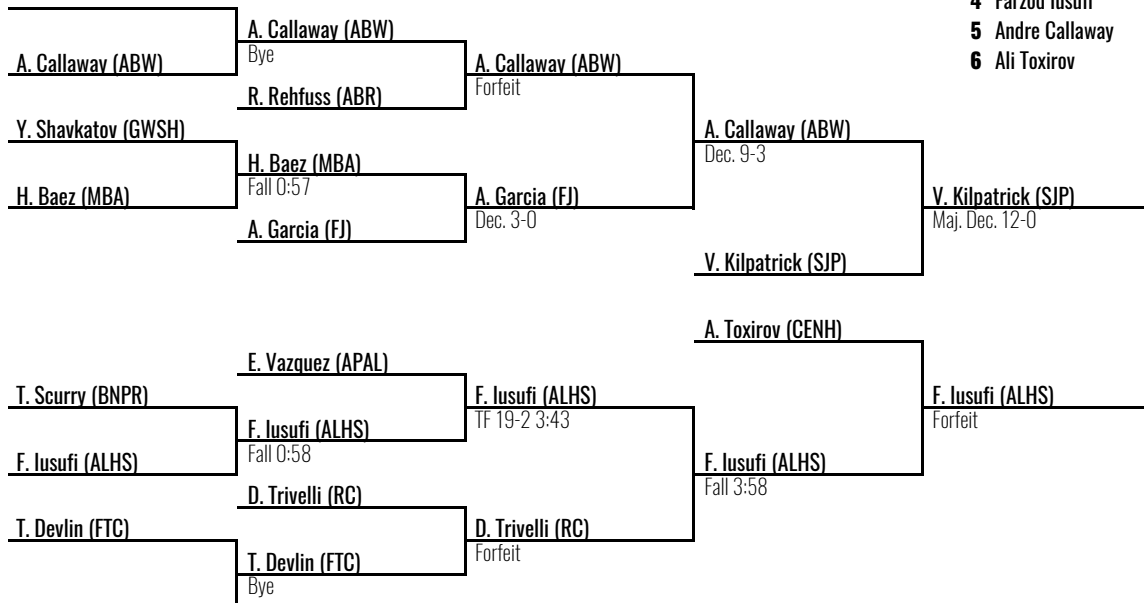 4 Farzod Iusufi
5 Andre Callaway
6 Ali Toxirov
A. Callaway (ABW)
Y. Shavkatov (GWSH)
H. Baez (MBA)
A. Callaway (ABW)
Bye
R. Rehfuss (ABR)
H. Baez (MBA)
Fall 0:57
A. Garcia (FJ)
A. Callaway (ABW)
Forfeit
A. Garcia (FJ)
Dec. 3-0
A. Callaway (ABW)
Dec. 9-3
V. Kilpatrick (SJP)
V. Kilpatrick (SJP)
Maj. Dec. 12-0
T. Scurry (BNPR)
F. Iusufi (ALHS)
T. Devlin (FTC)
E. Vazquez (APAL)
F. Iusufi (ALHS)
Fall 0:58
D. Trivelli (RC)
T. Devlin (FTC)
Bye
F. Iusufi (ALHS)
TF 19-2 3:43
D. Trivelli (RC)
Forfeit
A. Toxirov (CENH)
F. Iusufi (ALHS)
Fall 3:58
F. Iusufi (ALHS)
Forfeit